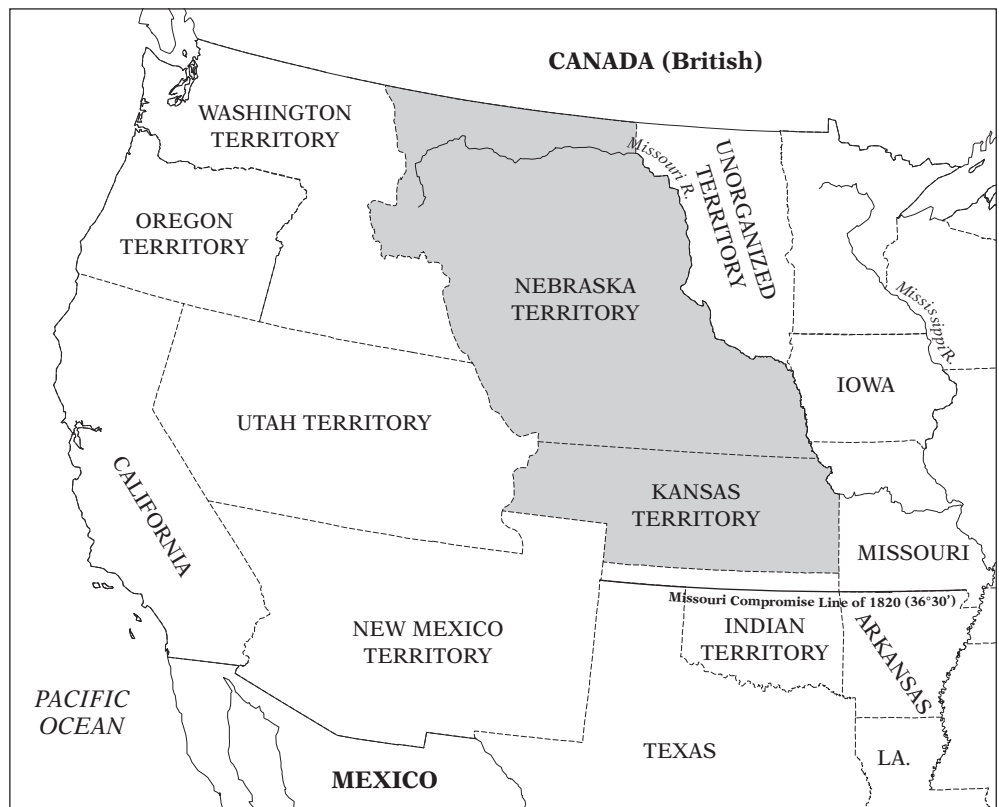 CANADA (British)
WASHINGTON
TERRITORY
Missouri R.
UNORGANIZED
TERRITORY
OREGON
TERRITORY
NEBRASKA
TERRITORY
Mississippi R.
IOWA
UTAH TERRITORY
CALIFORNIA
KANSAS
TERRITORY
MISSOURI
Missouri Compromise Line of 1820 (36°30')
NEW MEXICO
TERRITORY
INDIAN
TERRITORY
ARKANSAS
PACIFIC
OCEAN
MEXICO
TEXAS
LA.